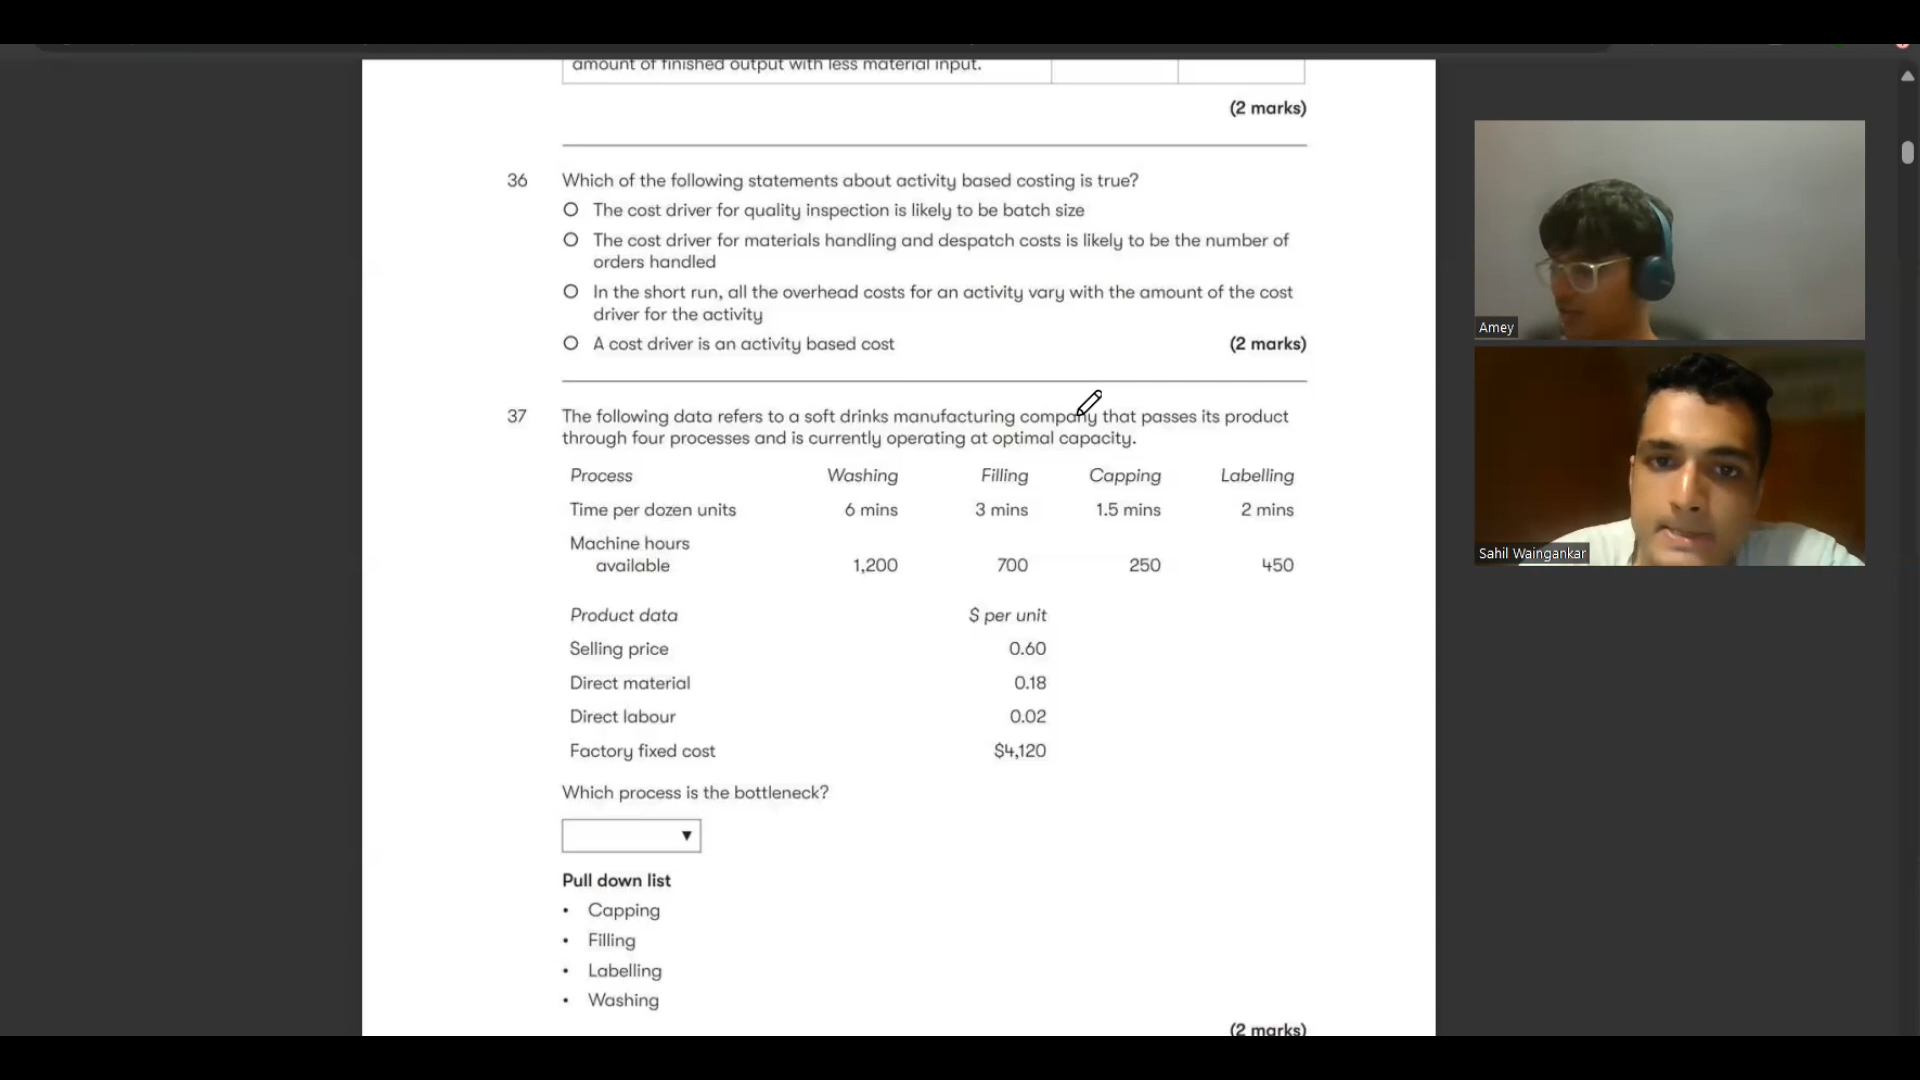 amount of finished output with less material input.
(2 marks)
36 Which of the following statements about activity based costing is true?
O The cost driver for quality inspection is likely to be batch size
O The cost driver for materials handling and despatch costs is likely to be the number of
orders handled
O In the short run, all the overhead costs for an activity vary with the amount of the cost
driver for the activity
O A cost driver is an activity based cost (2 marks)
37 The following data refers to a soft drinks manufacturing company that passes its product
through four processes and is currently operating at optimal capacity.
Process Washing Filling Capping Labelling
Time per dozen units 6 mins 3 mins 1.5 mins 2 mins
Machine hours
available 1,200 700 250 450
Product data $ per unit
Selling price 0.60
Direct material 0.18
Direct labour 0.02
Factory fixed cost $4,120
Which process is the bottleneck?
▼
Pull down list
• Capping
• Filling
• Labelling
• Washing
(2 marks)
Amey
Sahil Waingankar